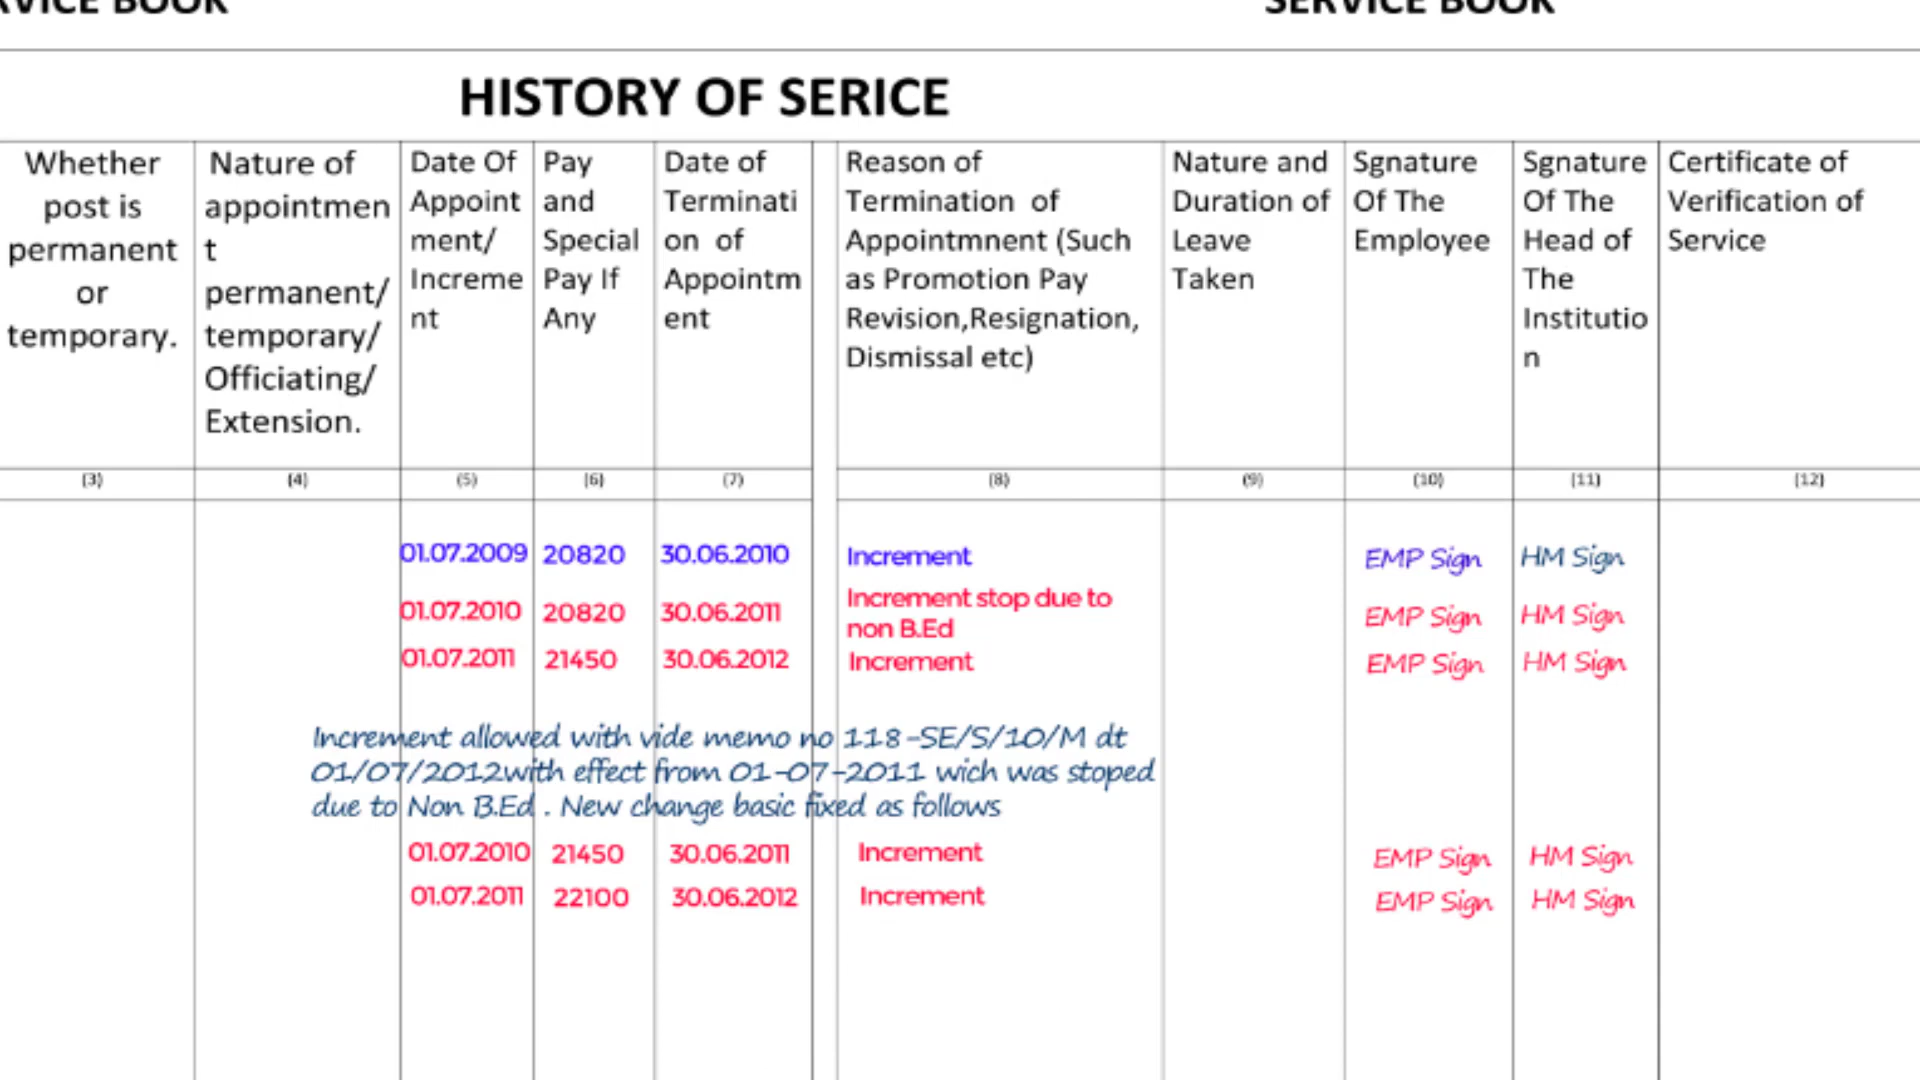 RVICE BOOK
SERVICE BOOK
HISTORY OF SERICE
Whether
post is
permanent
or
temporary.
Nature of
appointmen
t
permanent/
temporary/
Officiating/
Extension.
Date Of
Appoint
ment/
Increme
nt
Pay
and
Special
Pay If
Any
Date of
Terminati
on of
Appointm
ent
Reason of
Termination of
Appointmnent (Such
as Promotion Pay
Revision,Resignation,
Dismissal etc)
Nature and
Duration of
Leave
Taken
Sgnature
Of The
Employee
Sgnature
Of The
Head of
The
Institutio
n
Certificate of
Verification of
Service
(3) (4) (5) (6) (7) (8) (9) (10) (11) (12)
01.07.2009 20820 30.06.2010 Increment EMP Sign HM Sign
01.07.2010 20820 30.06.2011 Increment stop due to
non B.Ed EMP Sign HM Sign
01.07.2011 21450 30.06.2012 Increment EMP Sign HM Sign
Increment allowed with vide memo no 118-SE/S/10/M dt
01/07/2012with effect from 01-07-2011 wich was stoped
due to Non B.Ed . New change basic fixed as follows
01.07.2010 21450 30.06.2011 Increment EMP Sign HM Sign
01.07.2011 22100 30.06.2012 Increment EMP Sign HM Sign